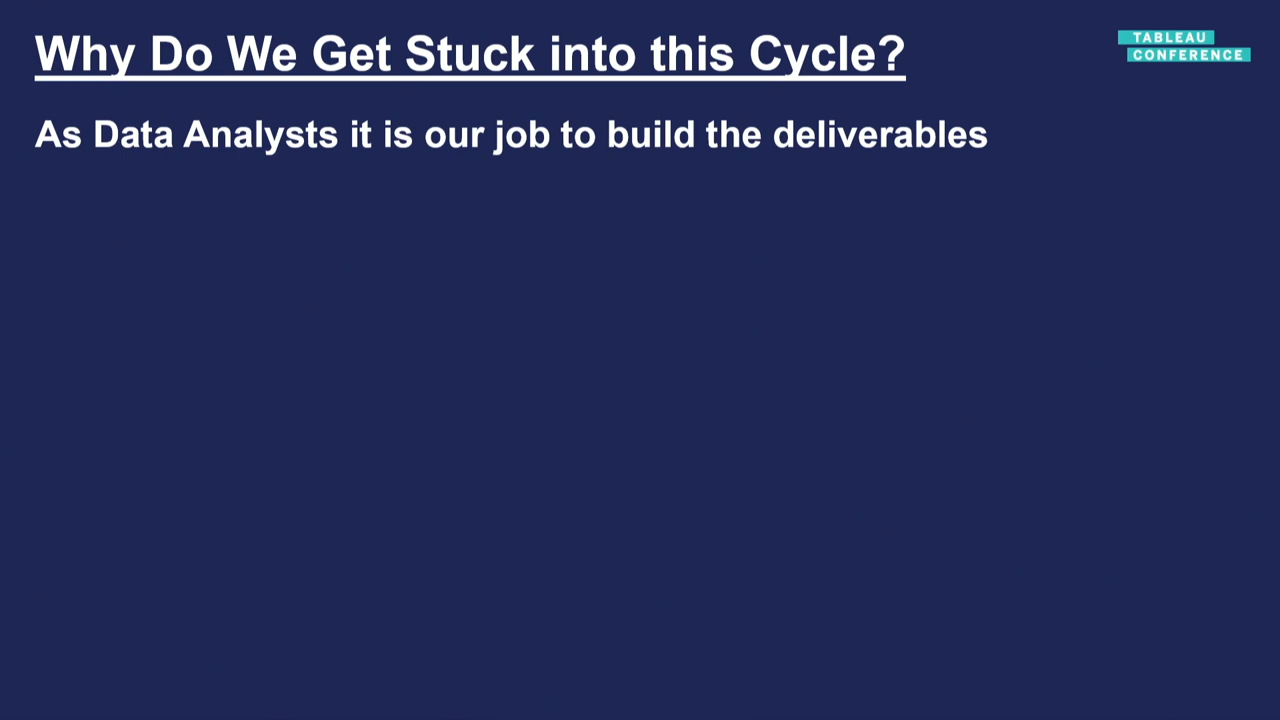 Why Do We Get Stuck into this Cycle?
TABLEAU
CONFERENCE
As Data Analysts it is our job to build the deliverables